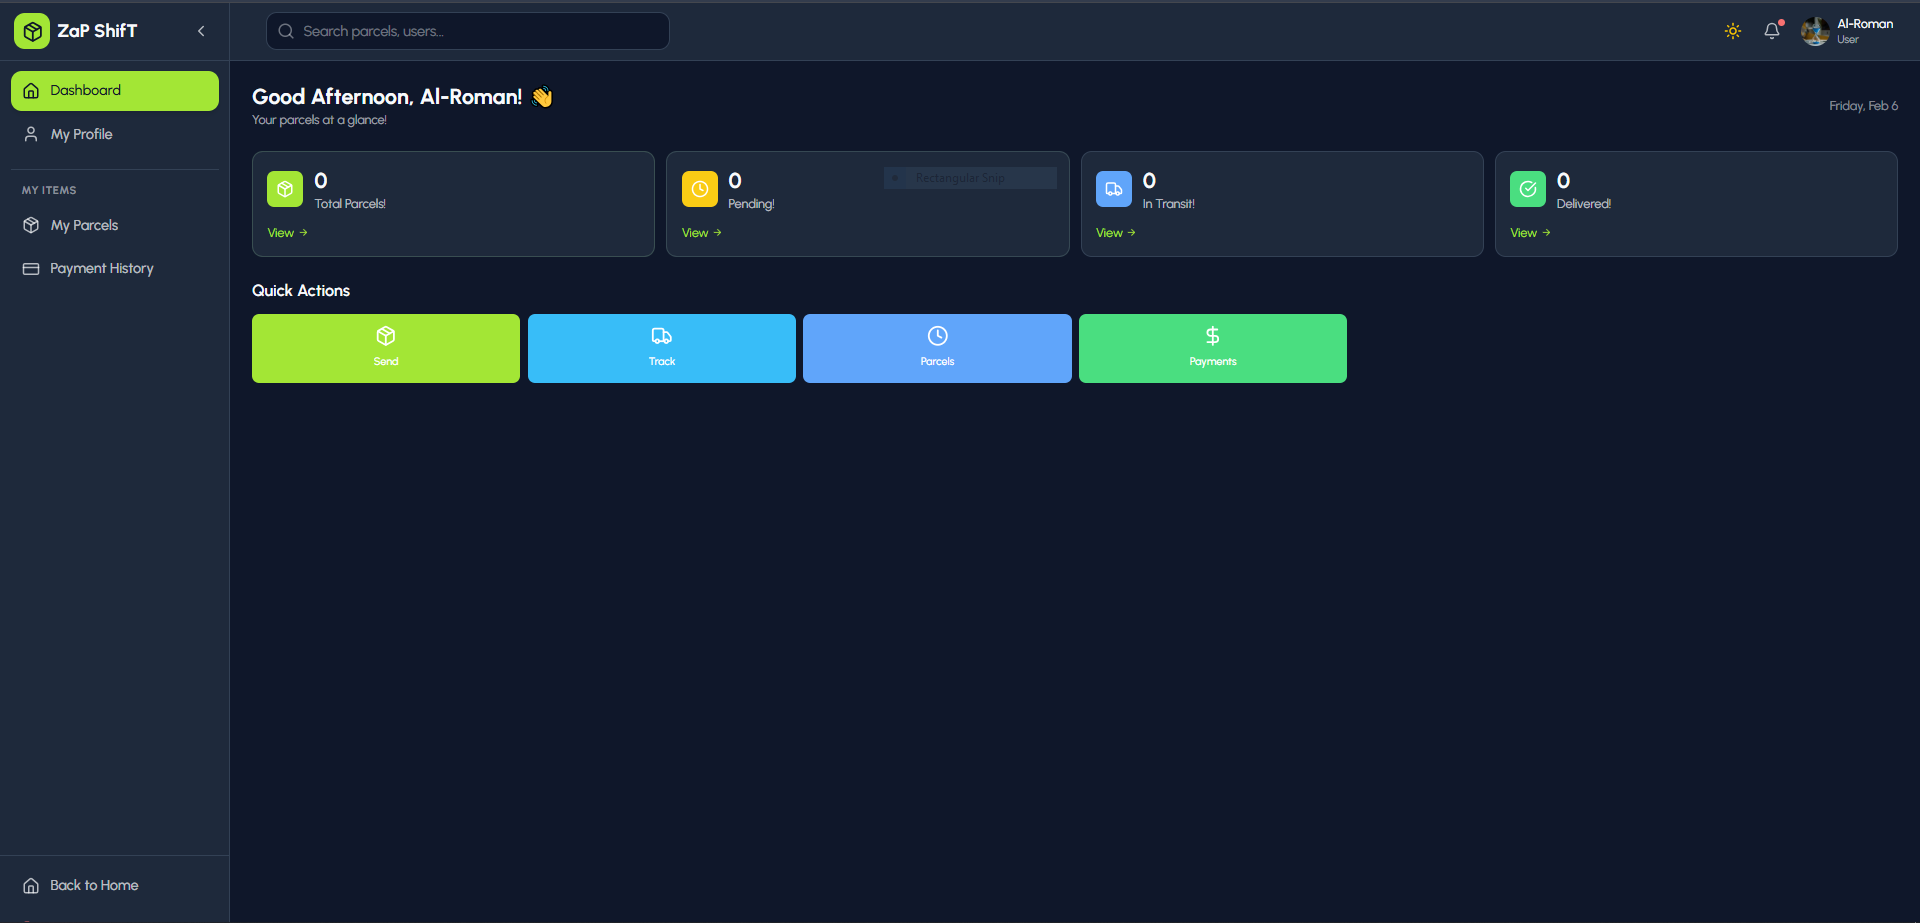 ZaP ShifT
Search parcels, users...
Al-Roman
User
Dashboard
My Profile
MY ITEMS
My Parcels
Payment History
Back to Home
Good Afternoon, Al-Roman! 👋
Your parcels at a glance!
Friday, Feb 6
0
Total Parcels!
View →
0
Pending!
View →
Rectangular Snip
0
In Transit!
View →
0
Delivered!
View →
Quick Actions
Send
Track
Parcels
Payments